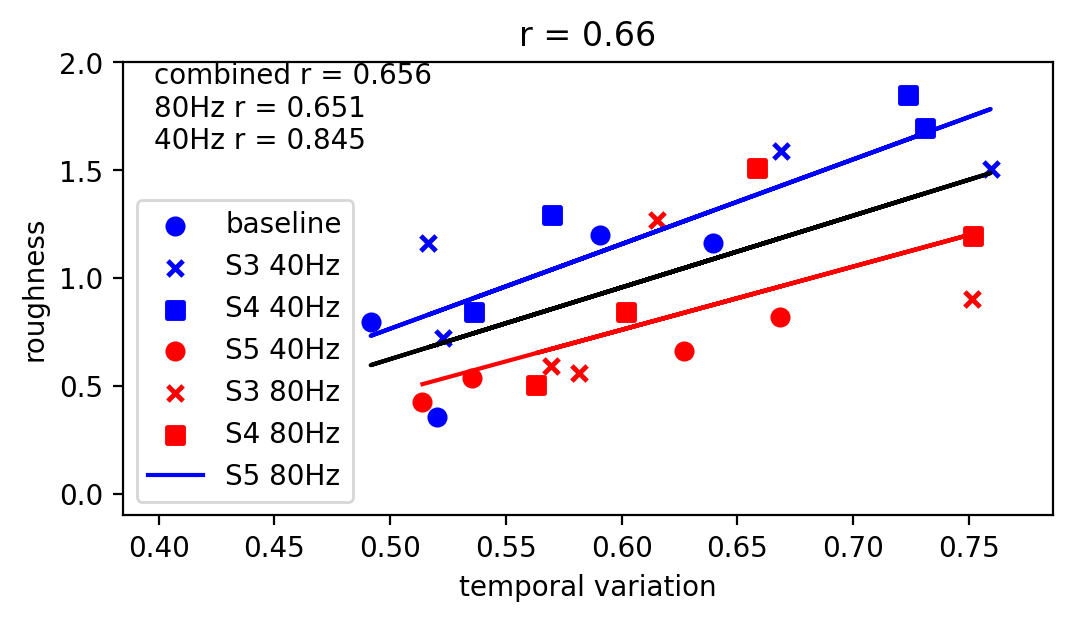 r = 0.66
combined r = 0.656
80Hz r = 0.651
40Hz r = 0.845
baseline
S3 40Hz
S4 40Hz
S5 40Hz
S3 80Hz
S4 80Hz
S5 80Hz
roughness
2.0
1.5
1.0
0.5
0.0
0.40 0.45 0.50 0.55 0.60 0.65 0.70 0.75
temporal variation